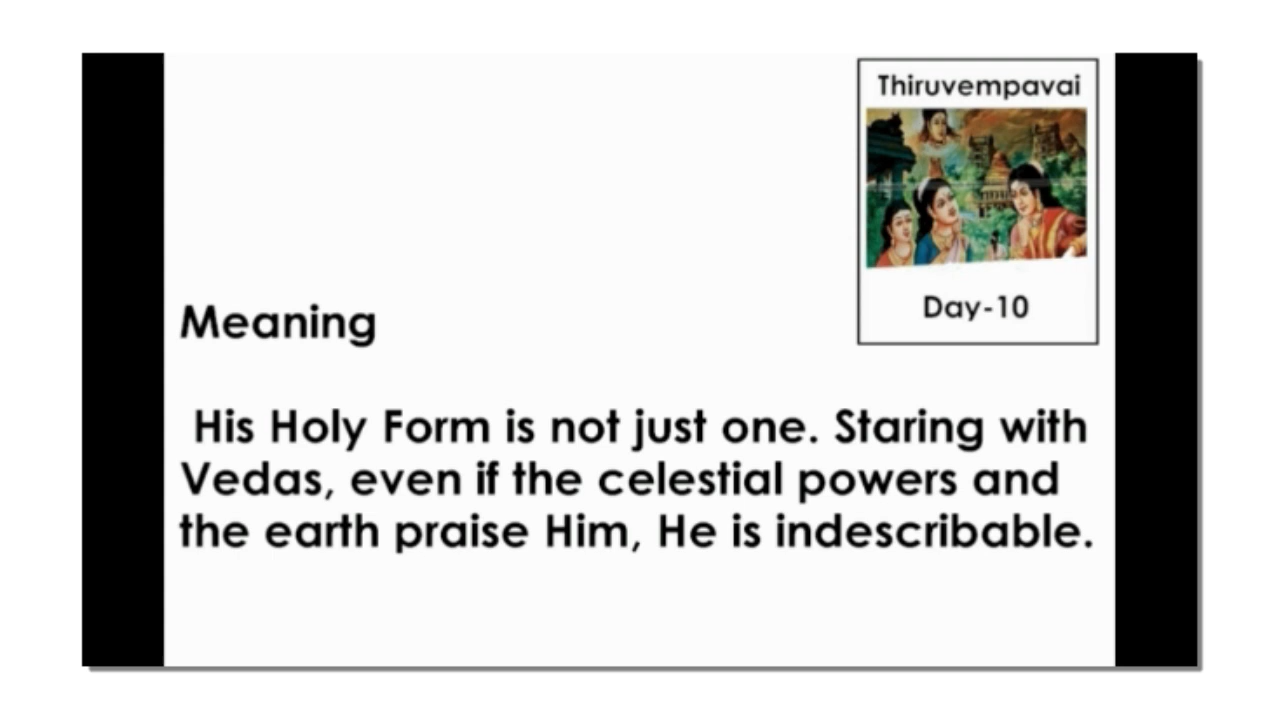 Thiruvempavai
Day-10
Meaning
His Holy Form is not just one. Staring with
Vedas, even if the celestial powers and
the earth praise Him, He is indescribable.